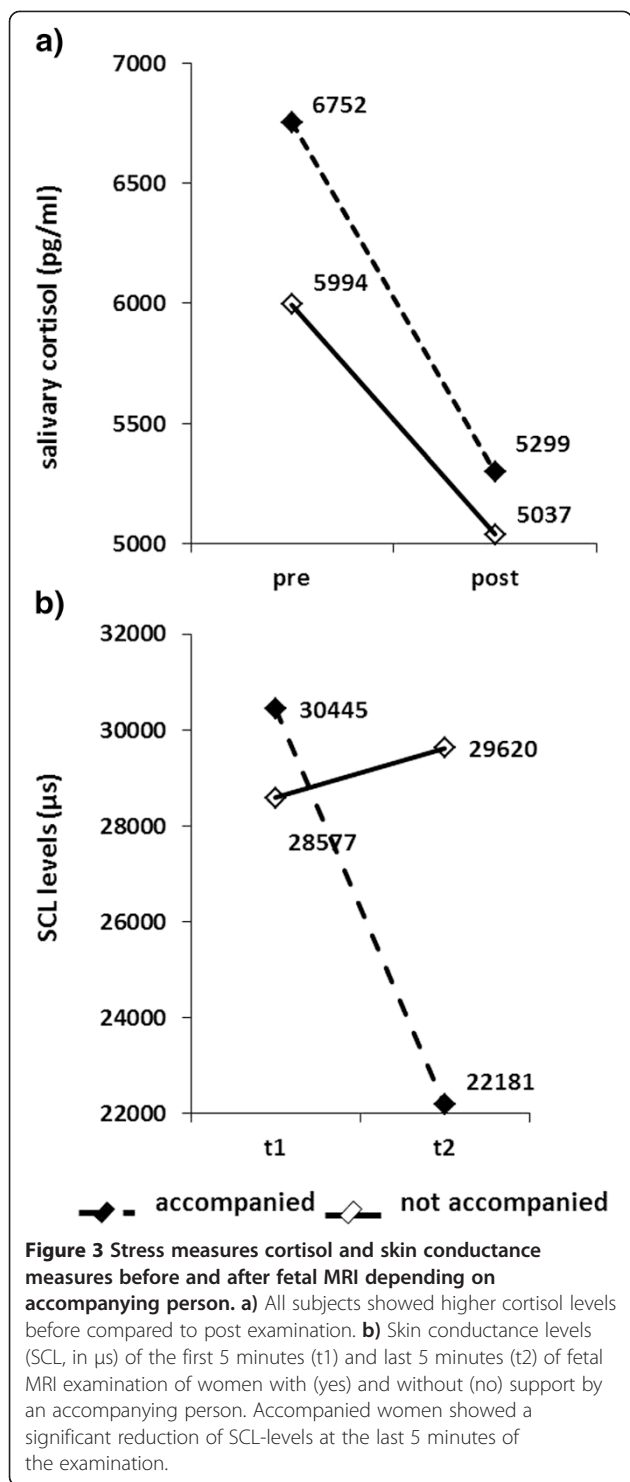 a)
7000
6752
6500
5994
6000
5500
5299
5037
5000
salivary cortisol (pg/ml)
pre post
b)
32000
30445
30000
29620
28577
28000
26000
24000
22181
22000
SCL levels (µs)
t1 t2
accompanied not accompanied
Figure 3 Stress measures cortisol and skin conductance
measures before and after fetal MRI depending on
accompanying person. a) All subjects showed higher cortisol levels
before compared to post examination. b) Skin conductance levels
(SCL, in µs) of the first 5 minutes (t1) and last 5 minutes (t2) of fetal
MRI examination of women with (yes) and without (no) support by
an accompanying person. Accompanied women showed a
significant reduction of SCL-levels at the last 5 minutes of
the examination.